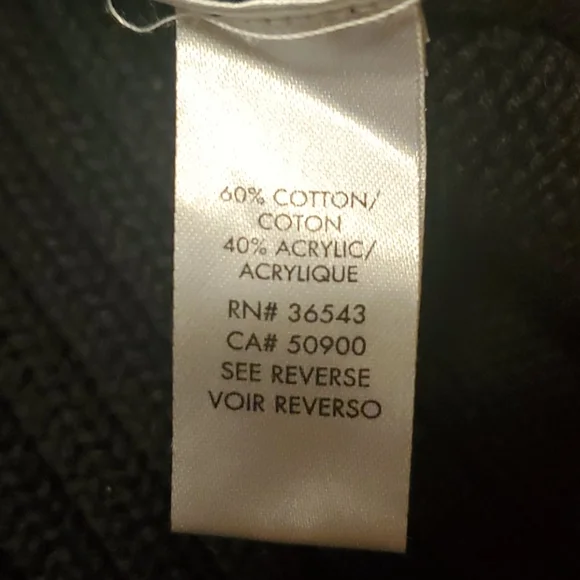 60% COTTON/
COTON
40% ACRYLIC/
ACRYLIQUE
RN# 36543
CA# 50900
SEE REVERSE
VOIR REVERSO